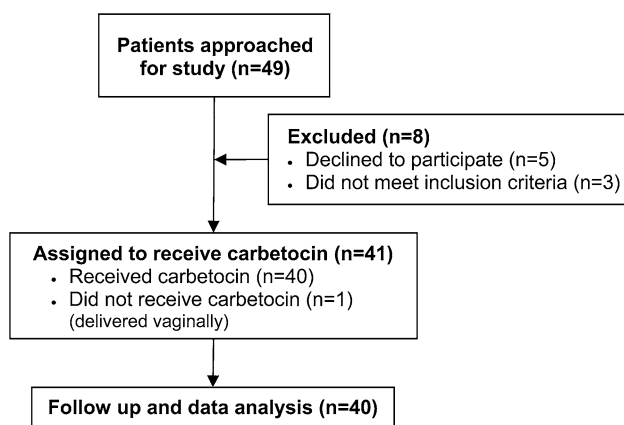 Patients approached
for study (n=49)
Excluded (n=8)
• Declined to participate (n=5)
• Did not meet inclusion criteria (n=3)
Assigned to receive carbetocin (n=41)
• Received carbetocin (n=40)
• Did not receive carbetocin (n=1)
(delivered vaginally)
Follow up and data analysis (n=40)